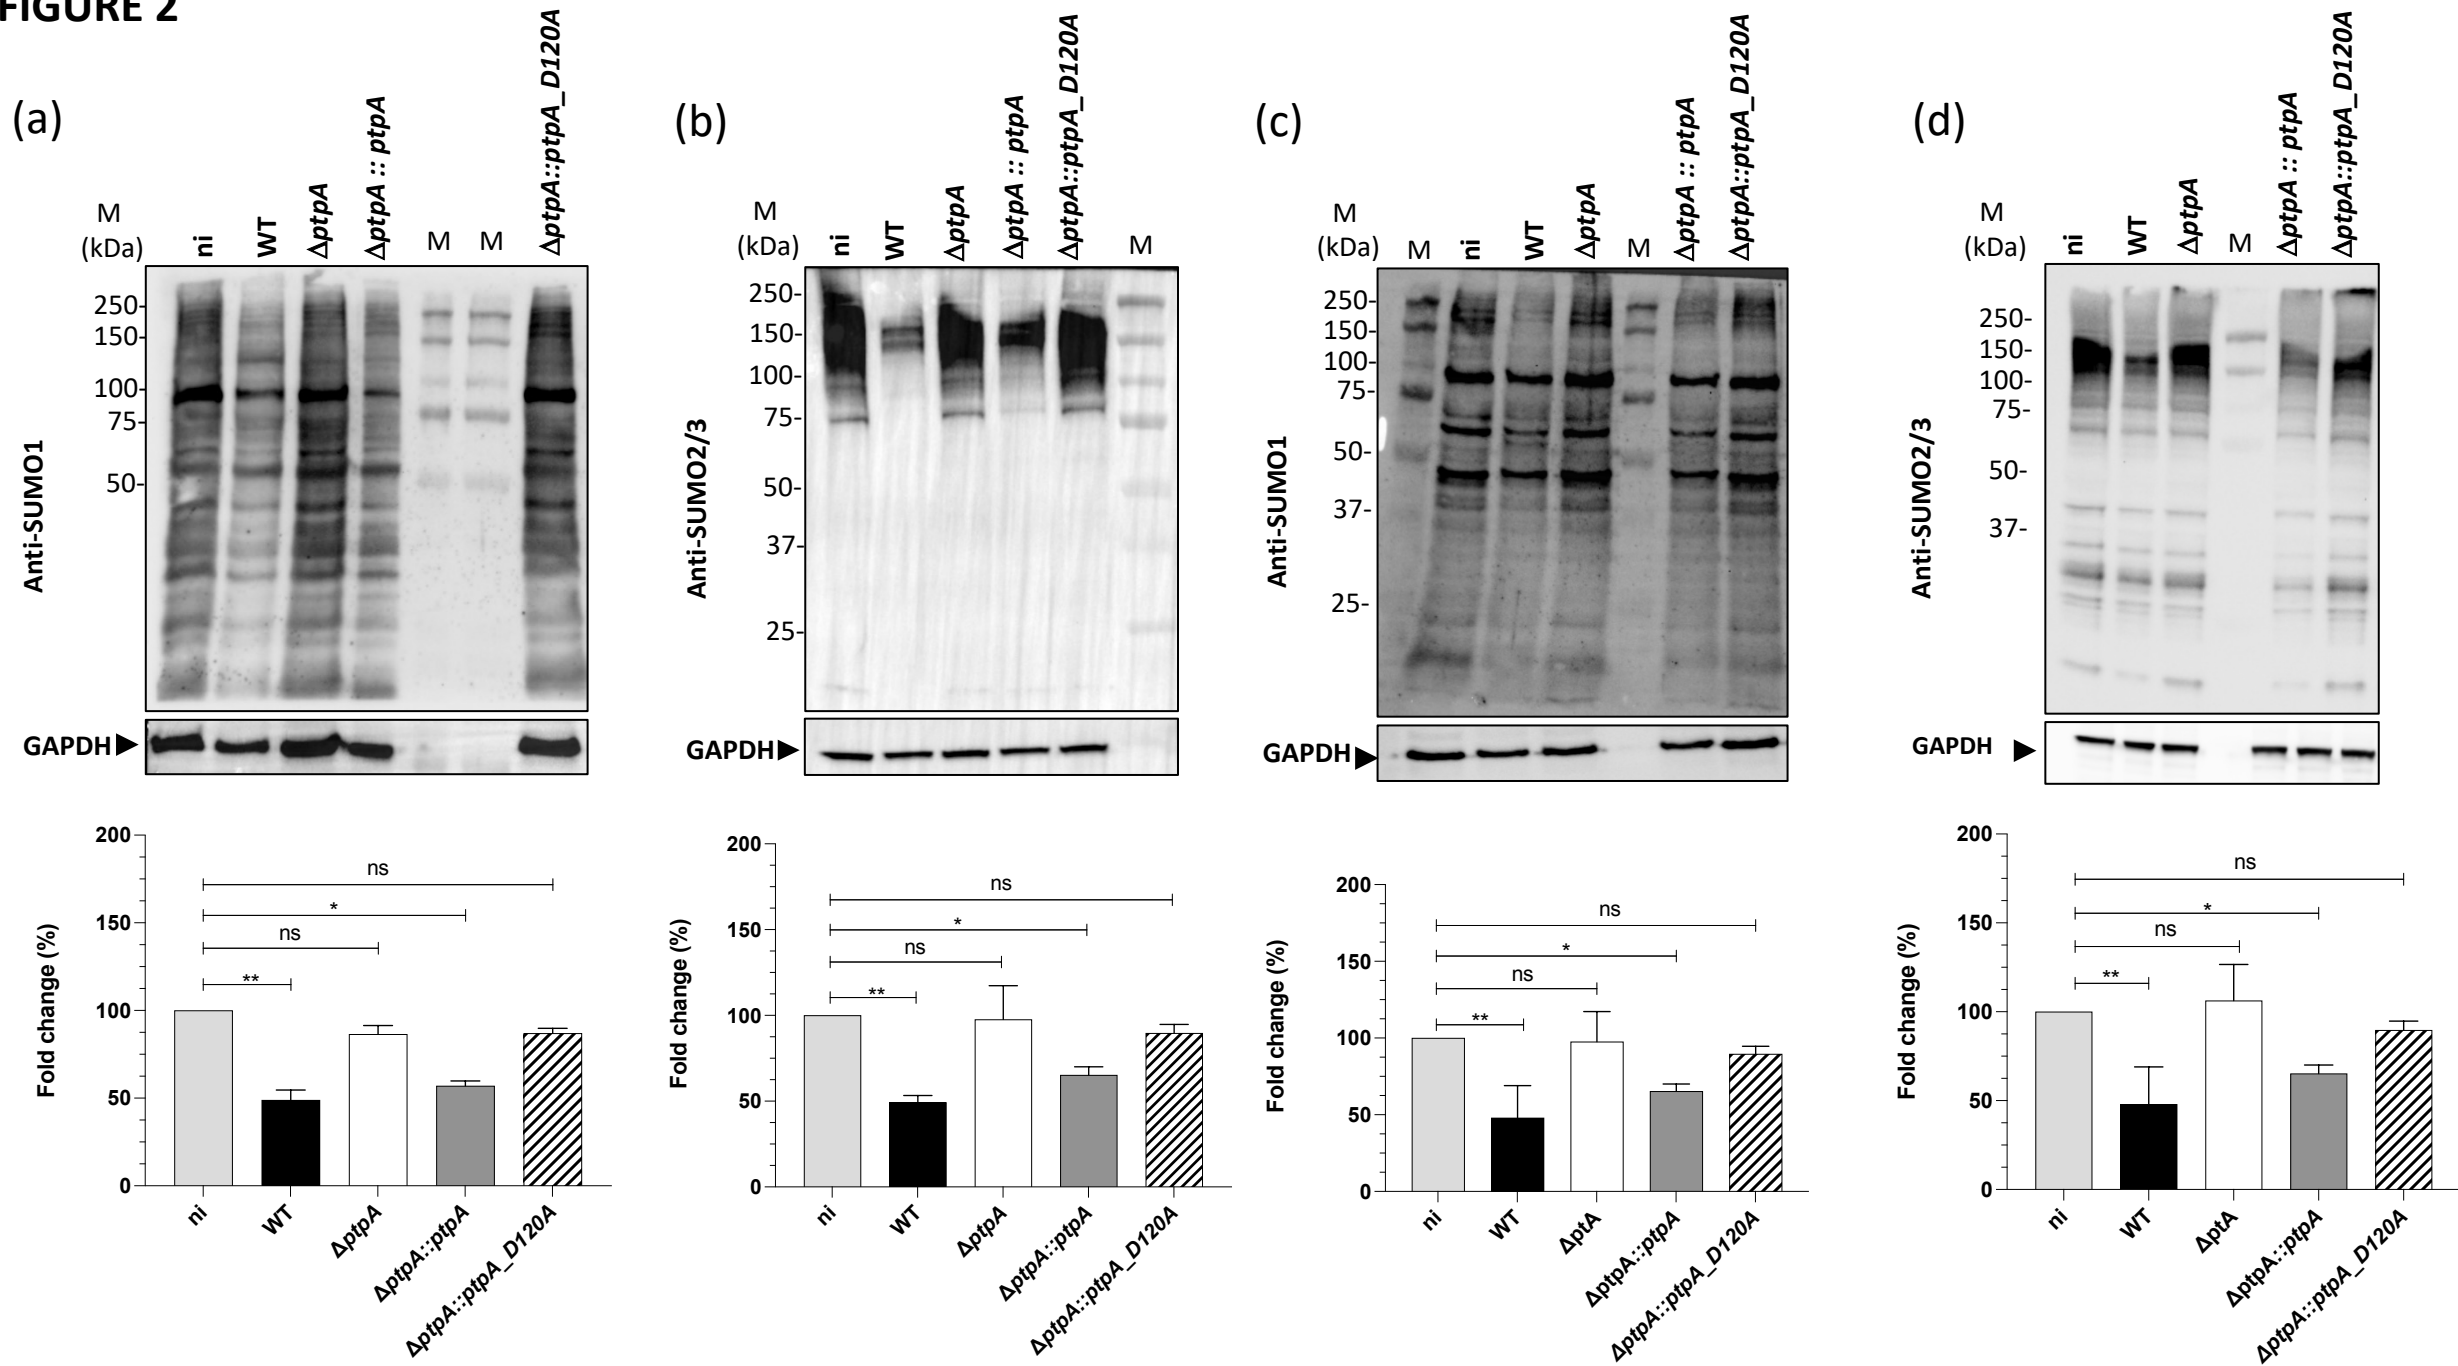 FIGURE 2
(a)
M
(kDa)
ni
WT
ΔptpA
ΔptpA :: ptpA
M
M
ΔptpA::ptpA_D120A
250-
150-
100-
75-
50-
Anti-SUMO1
GAPDH
200
150
100
50
0
Fold change (%)
ns
*
ns
**
ni
WT
ΔptpA
ΔptpA::ptpA
ΔptpA::ptpA_D120A
(b)
M
(kDa)
ni
WT
ΔptpA
ΔptpA :: ptpA
ΔptpA::ptpA_D120A
M
250-
150-
100-
75-
50-
37-
25-
Anti-SUMO2/3
GAPDH
200
150
100
50
0
Fold change (%)
ns
*
ns
**
ni
WT
ΔptpA
ΔptpA::ptpA
ΔptpA::ptpA_D120A
(c)
M
(kDa)
M
ni
WT
ΔptpA
M
ΔptpA :: ptpA
ΔptpA::ptpA_D120A
250-
150-
100-
75-
50-
37-
25-
Anti-SUMO1
GAPDH
200
150
100
50
0
Fold change (%)
ns
*
ns
**
ni
WT
ΔptA
ΔptpA::ptpA
ΔptpA::ptpA_D120A
(d)
M
(kDa)
ni
WT
ΔptpA
M
ΔptpA :: ptpA
ΔptpA::ptpA_D120A
250-
150-
100-
75-
50-
37-
Anti-SUMO2/3
GAPDH
200
150
100
50
0
Fold change (%)
ns
*
ns
**
ni
WT
ΔptA
ΔptpA::ptpA
ΔptpA::ptpA_D120A